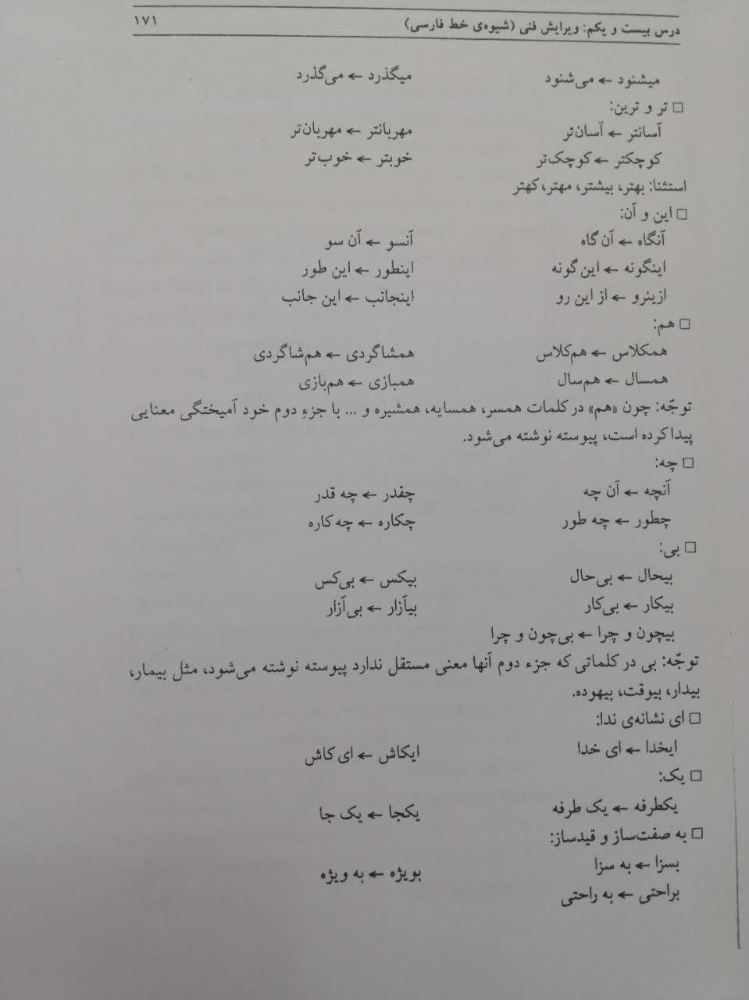 درس بیست و یکم: ویرایش فنی (شیوه‌ی خط فارسی) ۱۷۱
میشنود ← می‌شنود میگذرد ← می‌گذرد
□ تر و ترین:
آسانتر ← آسان‌تر مهربانتر ← مهربان‌تر
کوچکتر ← کوچک‌تر خوبتر ← خوب‌تر
استثنا: بهتر، بیشتر، مهتر، کهتر
□ این و آن:
آنگاه ← آن گاه آنسو ← آن سو
اینگونه ← این گونه اینطور ← این طور
ازینرو ← از این رو اینجانب ← این جانب
□ هم:
همکلاس ← هم‌کلاس همشاگردی ← هم‌شاگردی
همسال ← هم‌سال همبازی ← هم‌بازی
توجّه: چون «هم» در کلمات همسر، همسایه، همشیره و ... با جزءِ دوم خود آمیختگی معنایی
پیدا کرده است، پیوسته نوشته می‌شود.
□ چه:
آنچه ← آن چه چقدر ← چه قدر
چطور ← چه طور چکاره ← چه کاره
□ بی:
بیحال ← بی‌حال بیکس ← بی‌کس
بیکار ← بی‌کار بیآزار ← بی‌آزار
بیچون و چرا ← بی‌چون و چرا
توجّه: بی در کلماتی که جزء دوم آنها معنی مستقل ندارد پیوسته نوشته می‌شود، مثل بیمار،
بیدار، بیوقت، بیهوده.
□ ای نشانه‌ی ندا:
ایخدا ← ای خدا ایکاش ← ای کاش
□ یک:
یکطرفه ← یک طرفه یکجا ← یک جا
□ به صفت‌ساز و قیدساز:
بسزا ← به سزا بویژه ← به ویژه
براحتی ← به راحتی